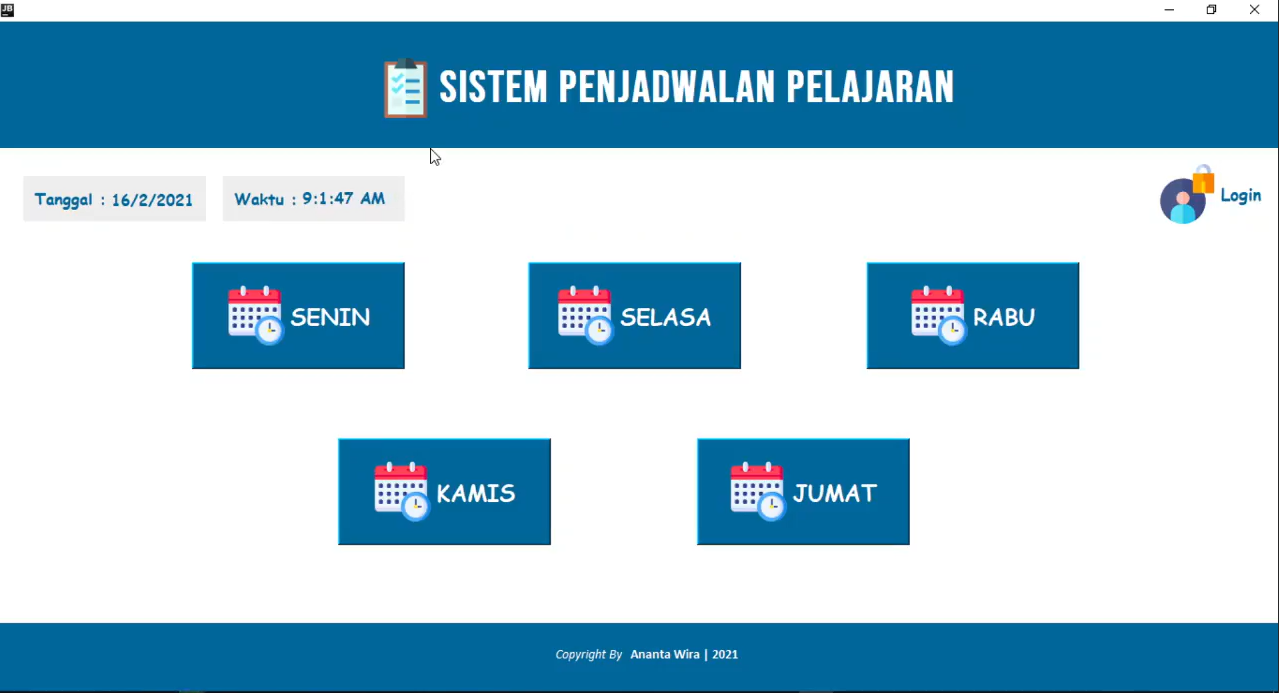 JB
SISTEM PENJADWALAN PELAJARAN
Tanggal : 16/2/2021
Waktu : 9:1:47 AM
Login
SENIN
SELASA
RABU
KAMIS
JUMAT
Copyright By Ananta Wira | 2021